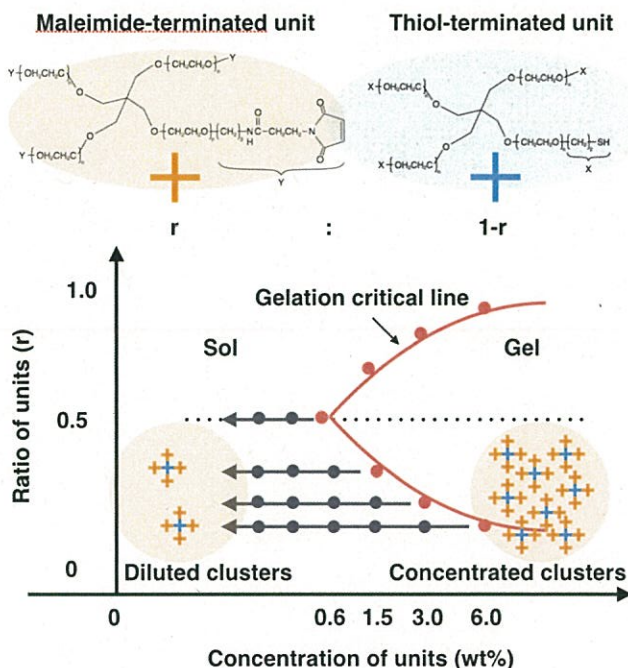 Maleimide-terminated unit
Thiol-terminated unit
Y
Y
Y
N
H
O
O
N
O
Y
X
X
X
SH
X
r : 1-r
1.0
Gelation critical line
Sol
Gel
0.5
Ratio of units (r)
0
Diluted clusters
Concentrated clusters
0
0.6
1.5
3.0
6.0
Concentration of units (wt%)